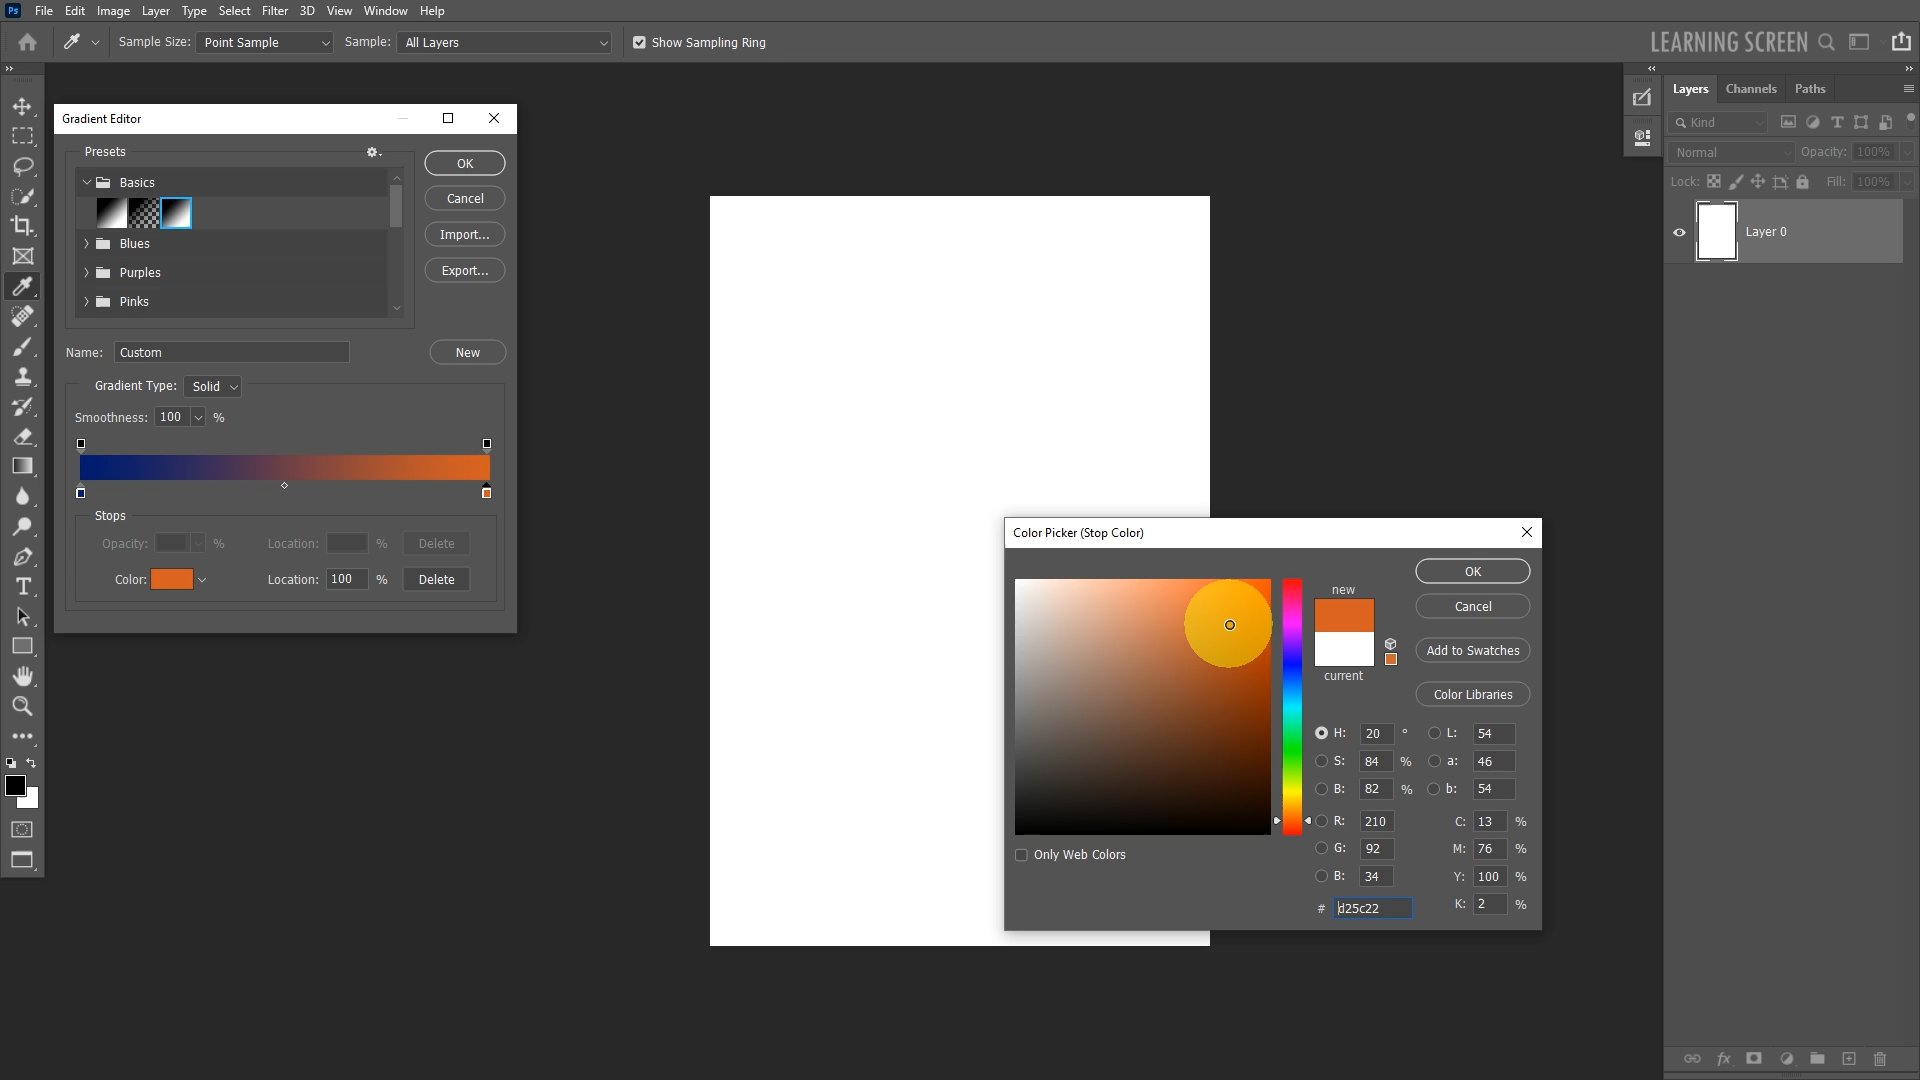 Ps File Edit Image Layer Type Select Filter 3D View Window Help
Sample Size: Point Sample Sample: All Layers Show Sampling Ring LEARNING SCREEN
Gradient Editor
Presets
Basics
Blues
Purples
Pinks
OK
Cancel
Import...
Export...
Name: Custom New
Gradient Type: Solid
Smoothness: 100 %
Stops
Opacity: % Location: % Delete
Color: Location: 100 % Delete
Color Picker (Stop Color)
new
current
OK
Cancel
Add to Swatches
Color Libraries
H: 20 ° L: 54
S: 84 % a: 46
B: 82 % b: 54
R: 210 C: 13 %
G: 92 M: 76 %
B: 34 Y: 100 %
# d25c22 K: 2 %
Only Web Colors
Layers Channels Paths
Kind
Normal Opacity: 100%
Lock: Fill: 100%
Layer 0
fx